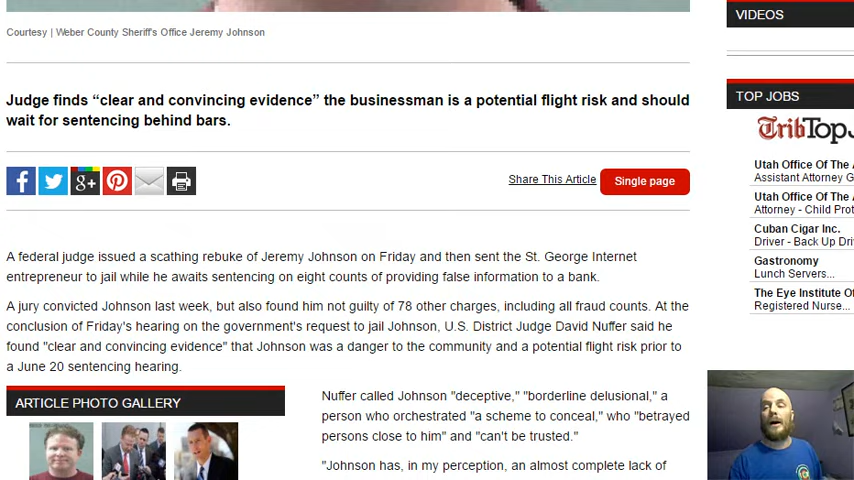 Courtesy | Weber County Sheriff's Office Jeremy Johnson
Judge finds “clear and convincing evidence” the businessman is a potential flight risk and should
wait for sentencing behind bars.
Share This Article
Single page
A federal judge issued a scathing rebuke of Jeremy Johnson on Friday and then sent the St. George Internet
entrepreneur to jail while he awaits sentencing on eight counts of providing false information to a bank.
A jury convicted Johnson last week, but also found him not guilty of 78 other charges, including all fraud counts. At the
conclusion of Friday's hearing on the government's request to jail Johnson, U.S. District Judge David Nuffer said he
found "clear and convincing evidence" that Johnson was a danger to the community and a potential flight risk prior to
a June 20 sentencing hearing.
ARTICLE PHOTO GALLERY
Nuffer called Johnson "deceptive," "borderline delusional," a
person who orchestrated "a scheme to conceal," who "betrayed
persons close to him" and "can't be trusted."
"Johnson has, in my perception, an almost complete lack of
VIDEOS
TOP JOBS
TribTopJ
Utah Office Of The A
Assistant Attorney G
Utah Office Of The A
Attorney - Child Prot
Cuban Cigar Inc.
Driver - Back Up Dri
Gastronomy
Lunch Servers...
The Eye Institute Of
Registered Nurse...